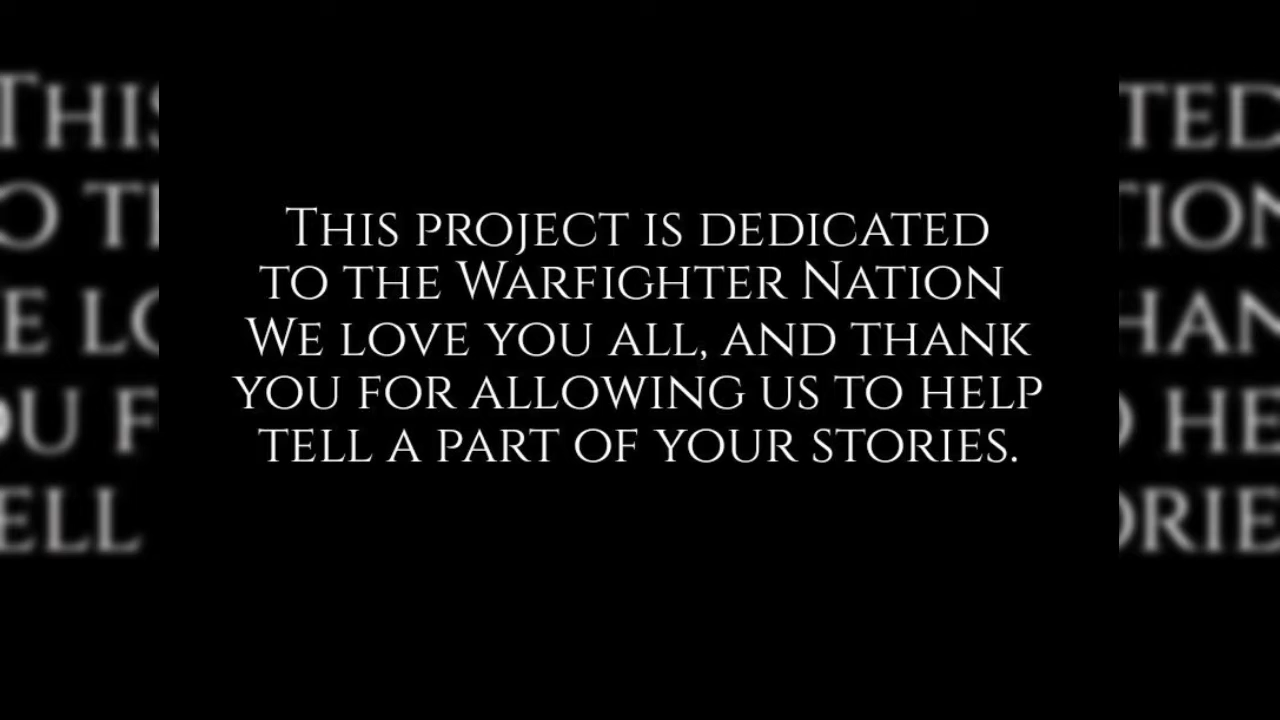 This project is dedicated
to the Warfighter Nation
We love you all, and thank
you for allowing us to help
tell a part of your stories.